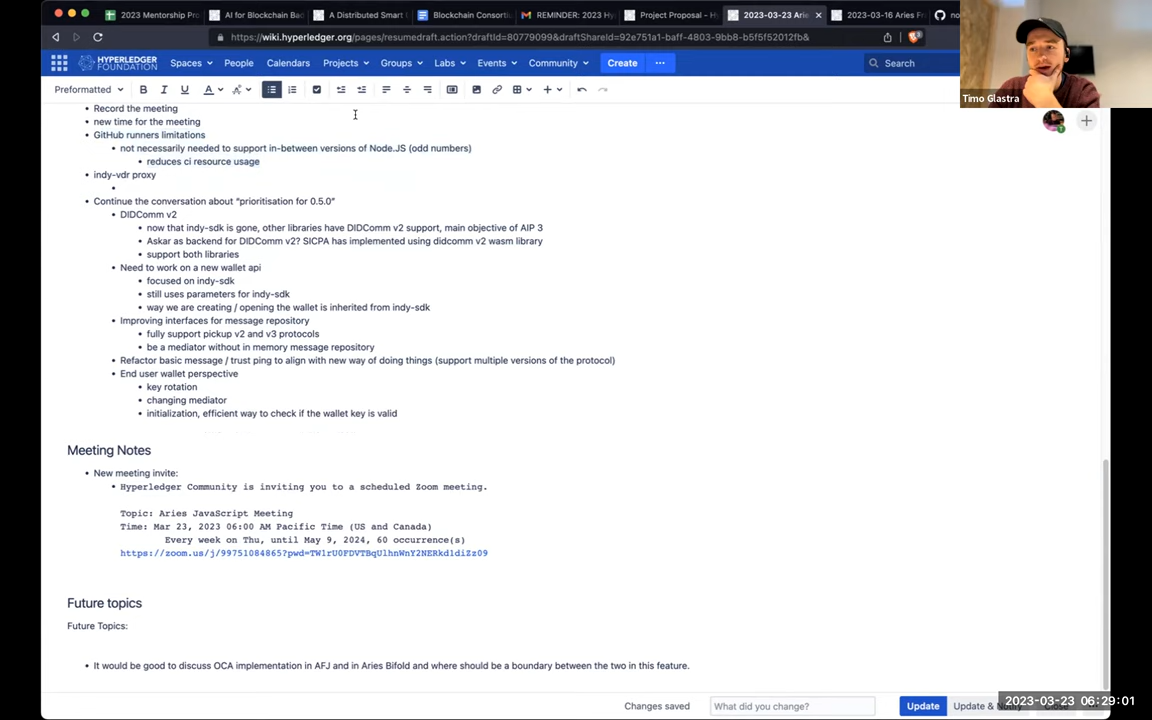 2023 Mentorship Pro
AI for Blockchain Bad
A Distributed Smart C
Blockchain Consorti
REMINDER: 2023 Hy
Project Proposal – H
2023-03-23 Arie
2023-03-16 Aries Fr
https://wiki.hyperledger.org/pages/resumedraft.action?draftId=80779099&draftShareId=92e751a1-baff-4803-9bb8-b5f5f52012fb&
HYPERLEDGER FOUNDATION Spaces People Calendars Projects Groups Labs Events Community Create Search
Preformatted B I U A
Timo Glastra
• Record the meeting
• new time for the meeting
• GitHub runners limitations
• not necessarily needed to support in-between versions of Node.JS (odd numbers)
• reduces ci resource usage
• indy-vdr proxy
• Continue the conversation about “prioritisation for 0.5.0”
• DIDComm v2
• now that indy-sdk is gone, other libraries have DIDComm v2 support, main objective of AIP 3
• Askar as backend for DIDComm v2? SICPA has implemented using didcomm v2 wasm library
• support both libraries
• Need to work on a new wallet api
• focused on indy-sdk
• still uses parameters for indy-sdk
• way we are creating / opening the wallet is inherited from indy-sdk
• Improving interfaces for message repository
• fully support pickup v2 and v3 protocols
• be a mediator without in memory message repository
• Refactor basic message / trust ping to align with new way of doing things (support multiple versions of the protocol)
• End user wallet perspective
• key rotation
• changing mediator
• initialization, efficient way to check if the wallet key is valid
Meeting Notes
• New meeting invite:
• Hyperledger Community is inviting you to a scheduled Zoom meeting.
Topic: Aries JavaScript Meeting
Time: Mar 23, 2023 06:00 AM Pacific Time (US and Canada)
Every week on Thu, until May 9, 2024, 60 occurrence(s)
https://zoom.us/j/99751084865?pwd=TW1rU0FDVTBqUlhnWnY2NERkd1diZz09
Future topics
Future Topics:
• It would be good to discuss OCA implementation in AFJ and in Aries Bifold and where should be a boundary between the two in this feature.
Changes saved What did you change? Update Update & Notify
2023-03-23 06:29:01